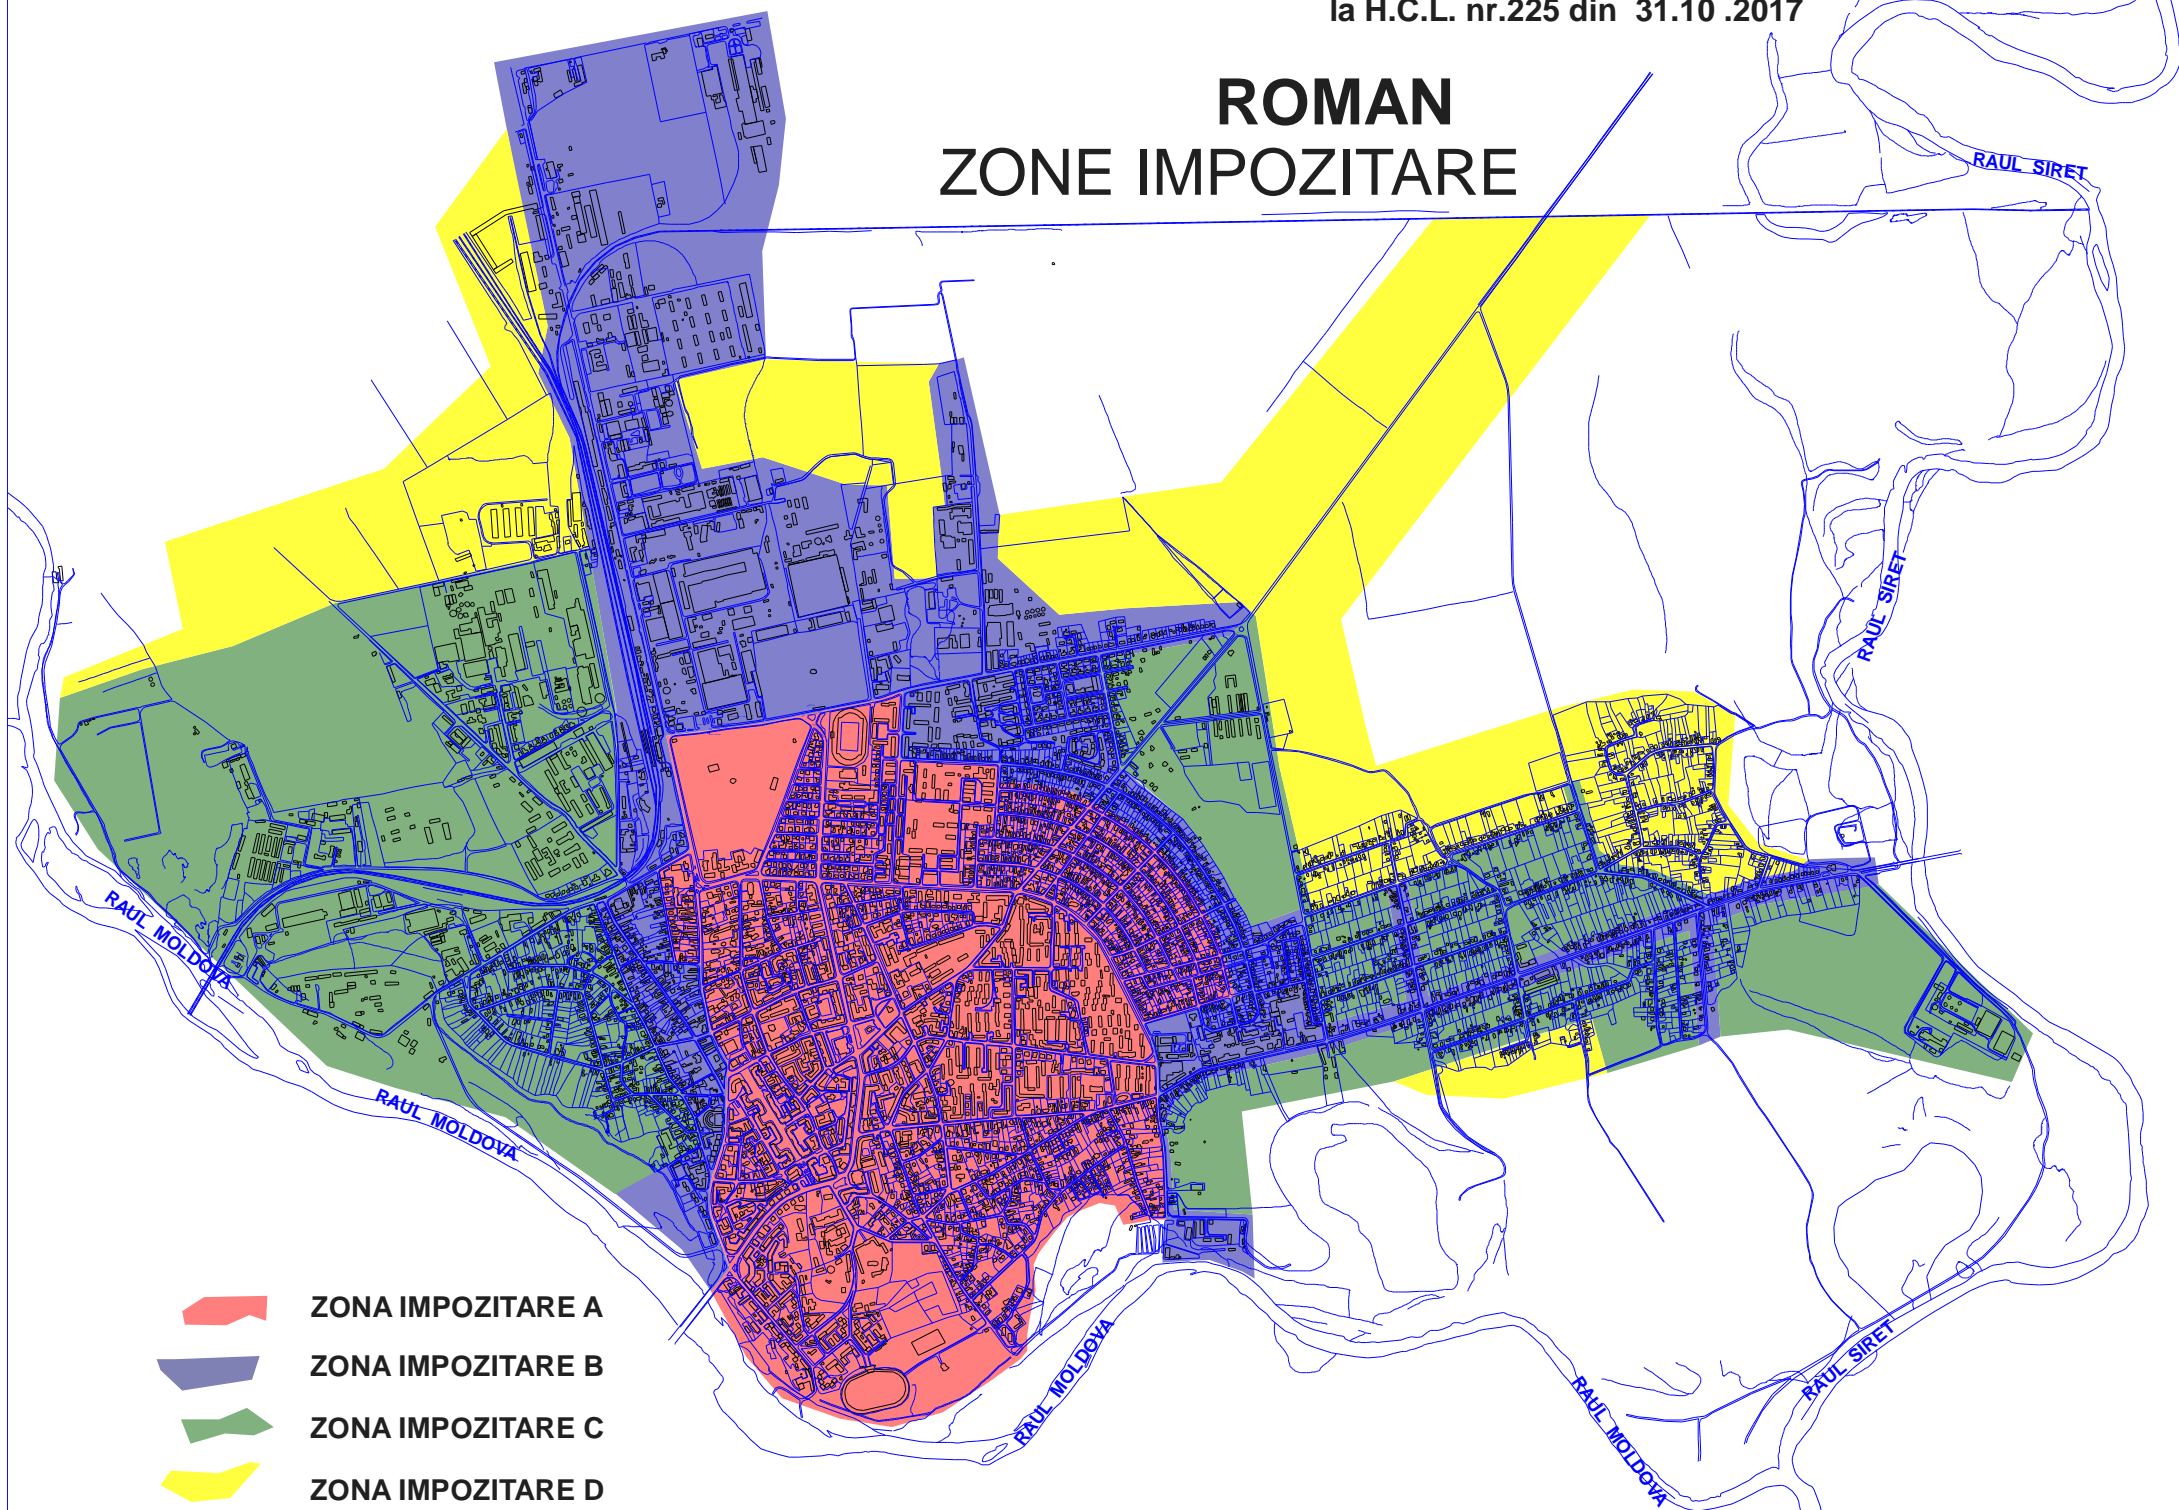 la H.C.L. nr.225 din 31.10 .2017
ROMAN
ZONE IMPOZITARE
RAUL SIRET
RAUL SIRET
RAUL MOLDOVA
RAUL MOLDOVA
RAUL MOLDOVA
RAUL SIRET
RAUL MOLDOVA
ZONA IMPOZITARE A
ZONA IMPOZITARE B
ZONA IMPOZITARE C
ZONA IMPOZITARE D